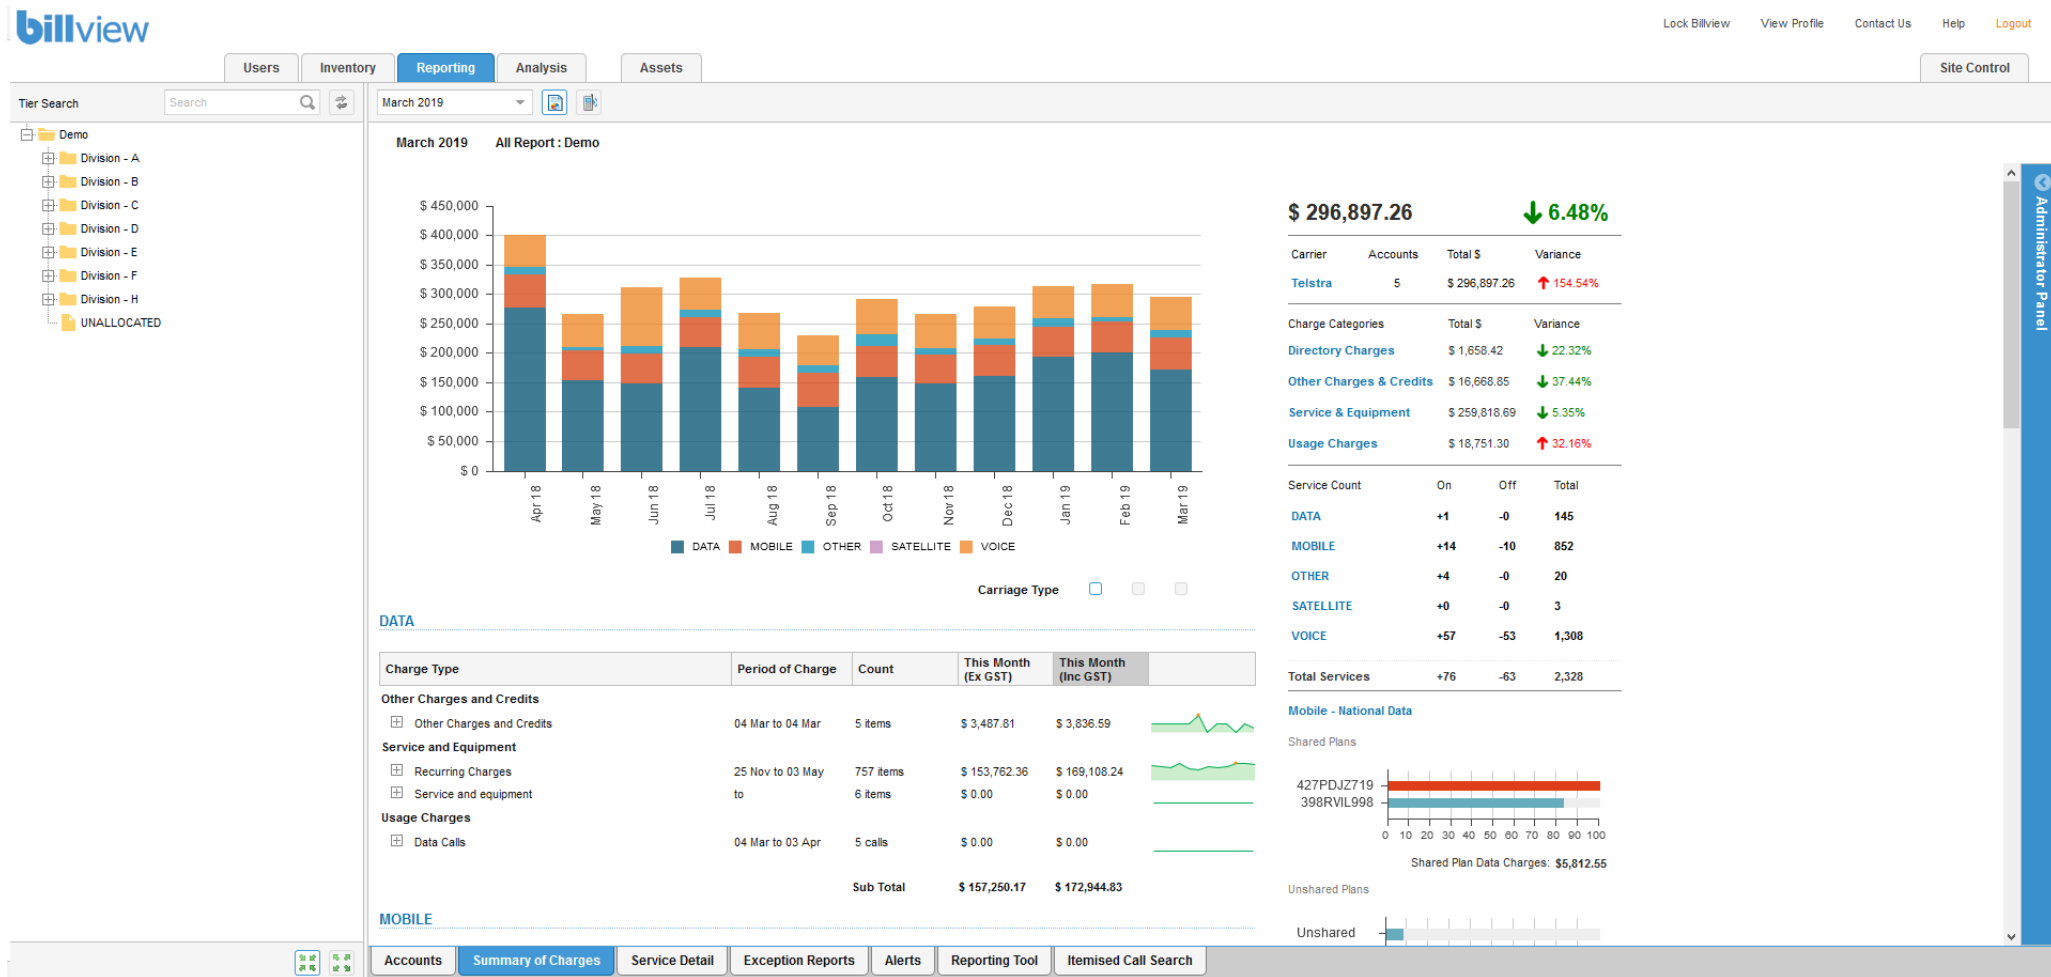 billview
Lock Billview View Profile Contact Us Help Logout
Users Inventory Reporting Analysis Assets Site Control
Tier Search Search March 2019
Demo
Division - A
Division - B
Division - C
Division - D
Division - E
Division - F
Division - H
UNALLOCATED
March 2019 All Report : Demo
$ 450,000
$ 400,000
$ 350,000
$ 300,000
$ 250,000
$ 200,000
$ 150,000
$ 100,000
$ 50,000
$ 0
Apr 18 May 18 Jun 18 Jul 18 Aug 18 Sep 18 Oct 18 Nov 18 Dec 18 Jan 19 Feb 19 Mar 19
DATA MOBILE OTHER SATELLITE VOICE
Carriage Type
DATA
Charge Type Period of Charge Count This Month (Ex GST) This Month (Inc GST)
Other Charges and Credits
Other Charges and Credits 04 Mar to 04 Mar 5 items $ 3,487.81 $ 3,836.59
Service and Equipment
Recurring Charges 25 Nov to 03 May 757 items $ 153,762.36 $ 169,108.24
Service and equipment to 6 items $ 0.00 $ 0.00
Usage Charges
Data Calls 04 Mar to 03 Apr 5 calls $ 0.00 $ 0.00
Sub Total $ 157,250.17 $ 172,944.83
MOBILE
$ 296,897.26 6.48%
Carrier Accounts Total $ Variance
Telstra 5 $ 296,897.26 154.54%
Charge Categories Total $ Variance
Directory Charges $ 1,658.42 22.32%
Other Charges & Credits $ 16,668.85 37.44%
Service & Equipment $ 259,818.69 5.35%
Usage Charges $ 18,751.30 32.16%
Service Count On Off Total
DATA +1 -0 145
MOBILE +14 -10 852
OTHER +4 -0 20
SATELLITE +0 -0 3
VOICE +57 -53 1,308
Total Services +76 -63 2,328
Mobile - National Data
Shared Plans
427PDJZ719
398RVIL998
0 10 20 30 40 50 60 70 80 90 100
Shared Plan Data Charges: $5,812.55
Unshared Plans
Unshared
Administrator Panel
Accounts Summary of Charges Service Detail Exception Reports Alerts Reporting Tool Itemised Call Search